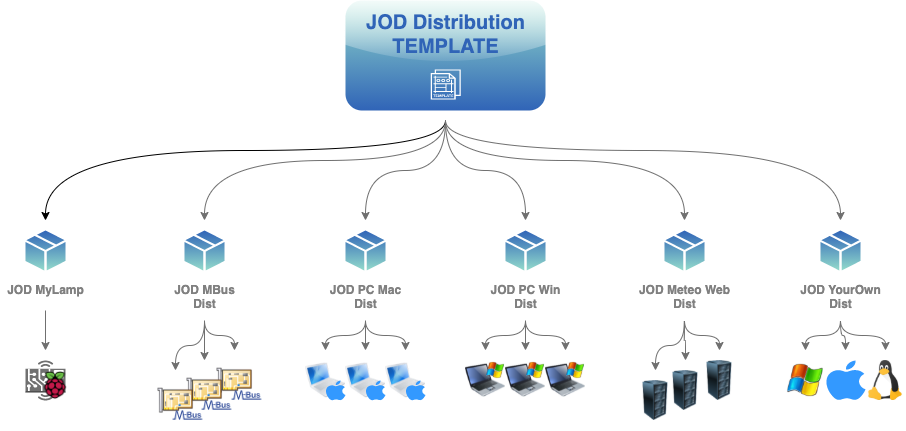 JOD Distribution
TEMPLATE
TEMPLATE
JOD MyLamp
JOD MBus
Dist
JOD PC Mac
Dist
JOD PC Win
Dist
JOD Meteo Web
Dist
JOD YourOwn
Dist
M-Bus
M-Bus
M-Bus